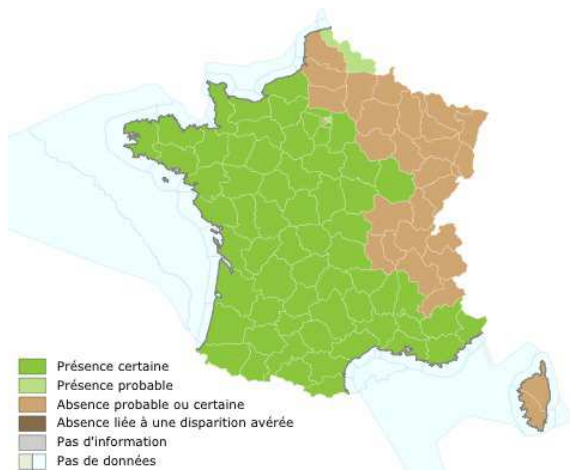 Présence certaine
Présence probable
Absence probable ou certaine
Absence liée à une disparition avérée
Pas d'information
Pas de données